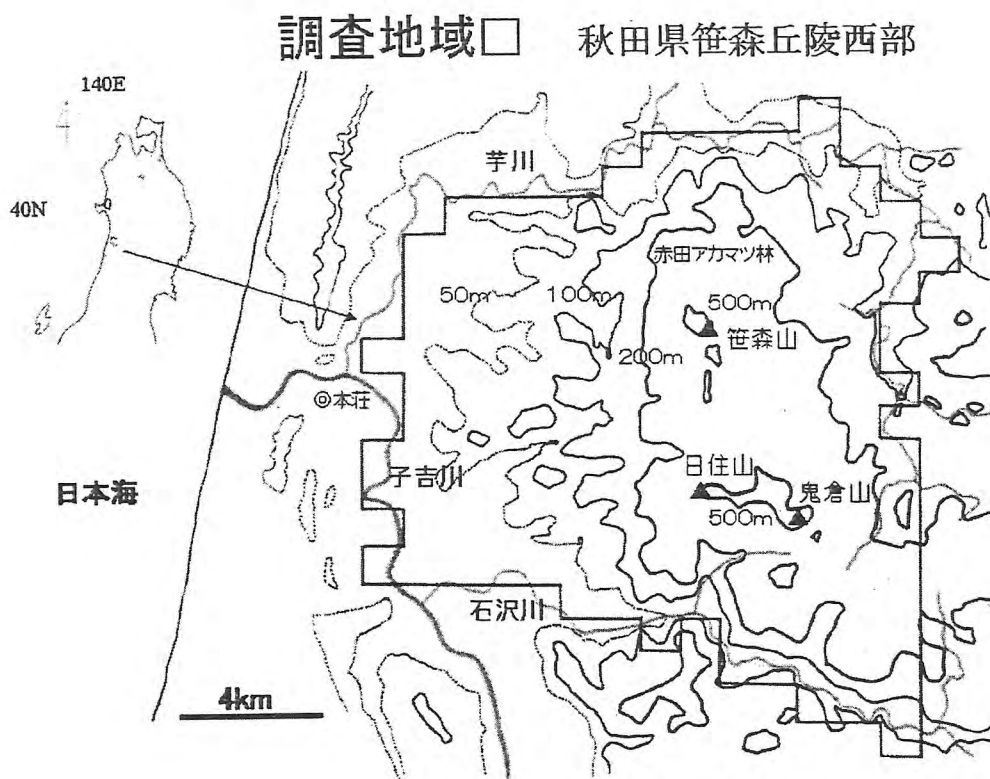 調査地域□ 秋田県笹森丘陵西部
140E
40N
芋川
赤田アカマツ林
50m
100m
500m
笹森山
200m
◎本荘
日本海
子吉川
日住山
鬼倉山
500m
石沢川
4km